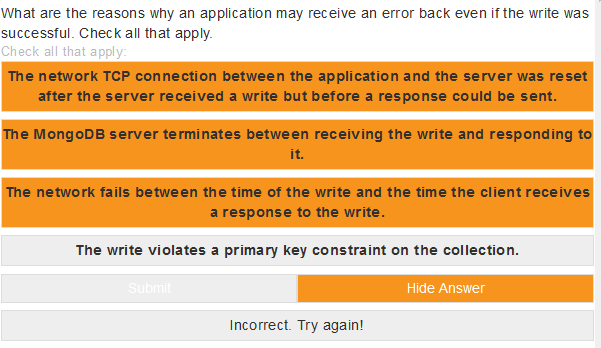 What are the reasons why an application may receive an error back even if the write was
successful. Check all that apply.
Check all that apply:
The network TCP connection between the application and the server was reset
after the server received a write but before a response could be sent.
The MongoDB server terminates between receiving the write and responding to
it.
The network fails between the time of the write and the time the client receives
a response to the write.
The write violates a primary key constraint on the collection.
Submit
Hide Answer
Incorrect. Try again!